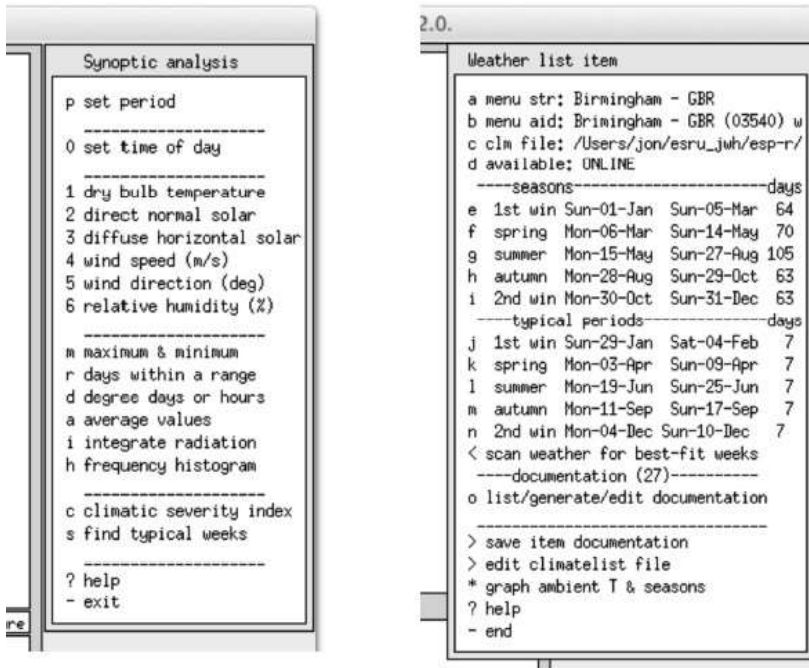 Synoptic analysis
p set period
--------------------
0 set time of day
--------------------
1 dry bulb temperature
2 direct normal solar
3 diffuse horizontal solar
4 wind speed (m/s)
5 wind direction (deg)
6 relative humidity (%)
--------------------
m maximum & minimum
r days within a range
d degree days or hours
a average values
i integrate radiation
h frequency histogram
--------------------
c climatic severity index
s find typical weeks
--------------------
? help
- exit
re
2.0.
Weather list item
a menu str: Birmingham - GBR
b menu aid: Brimingham - GBR (03540) w
c clm file: /Users/jon/esru_jwh/esp-r/
d available: ONLINE
----seasons----------------------days
e 1st win Sun-01-Jan Sun-05-Mar 64
f spring Mon-06-Mar Sun-14-May 70
g summer Mon-15-May Sun-27-Aug 105
h autumn Mon-28-Aug Sun-29-Oct 63
i 2nd win Mon-30-Oct Sun-31-Dec 63
----typical periods--------------days
j 1st win Sun-29-Jan Sat-04-Feb 7
k spring Mon-03-Apr Sun-09-Apr 7
l summer Mon-19-Jun Sun-25-Jun 7
m autumn Mon-11-Sep Sun-17-Sep 7
n 2nd win Mon-04-Dec Sun-10-Dec 7
< scan weather for best-fit weeks
----documentation (27)----------
o list/generate/edit documentation
--------------------------------
> save item documentation
> edit climatelist file
* graph ambient T & seasons
? help
- end